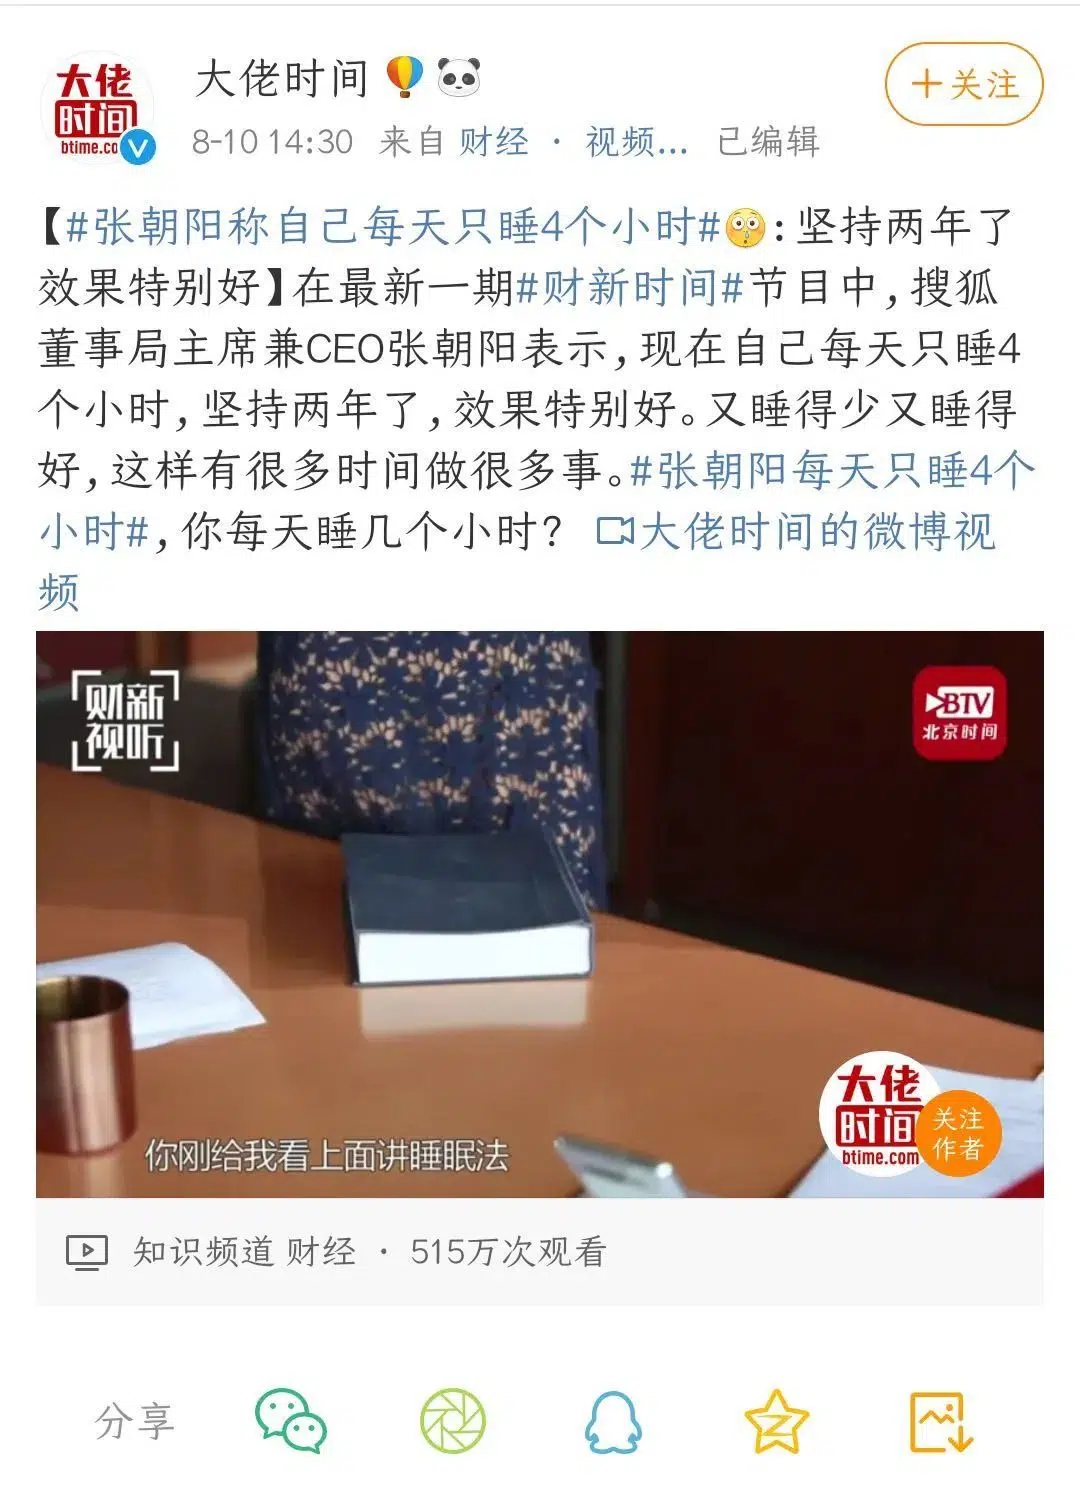 大佬
时间
btime.co
大佬时间
+关注
8-10 14:30 来自 财经 · 视频... 已编辑
【#张朝阳称自己每天只睡4个小时#:坚持两年了
效果特别好】在最新一期#财新时间#节目中,搜狐
董事局主席兼CEO张朝阳表示,现在自己每天只睡4
个小时,坚持两年了,效果特别好。又睡得少又睡得
好,这样有很多时间做很多事。#张朝阳每天只睡4个
小时#,你每天睡几个小时? 大佬时间的微博视
频
财新
视听
BTV
北京时间
大佬
时间
btime.com
关注
作者
你刚给我看上面讲睡眠法
知识频道 财经 · 515万次观看
分享